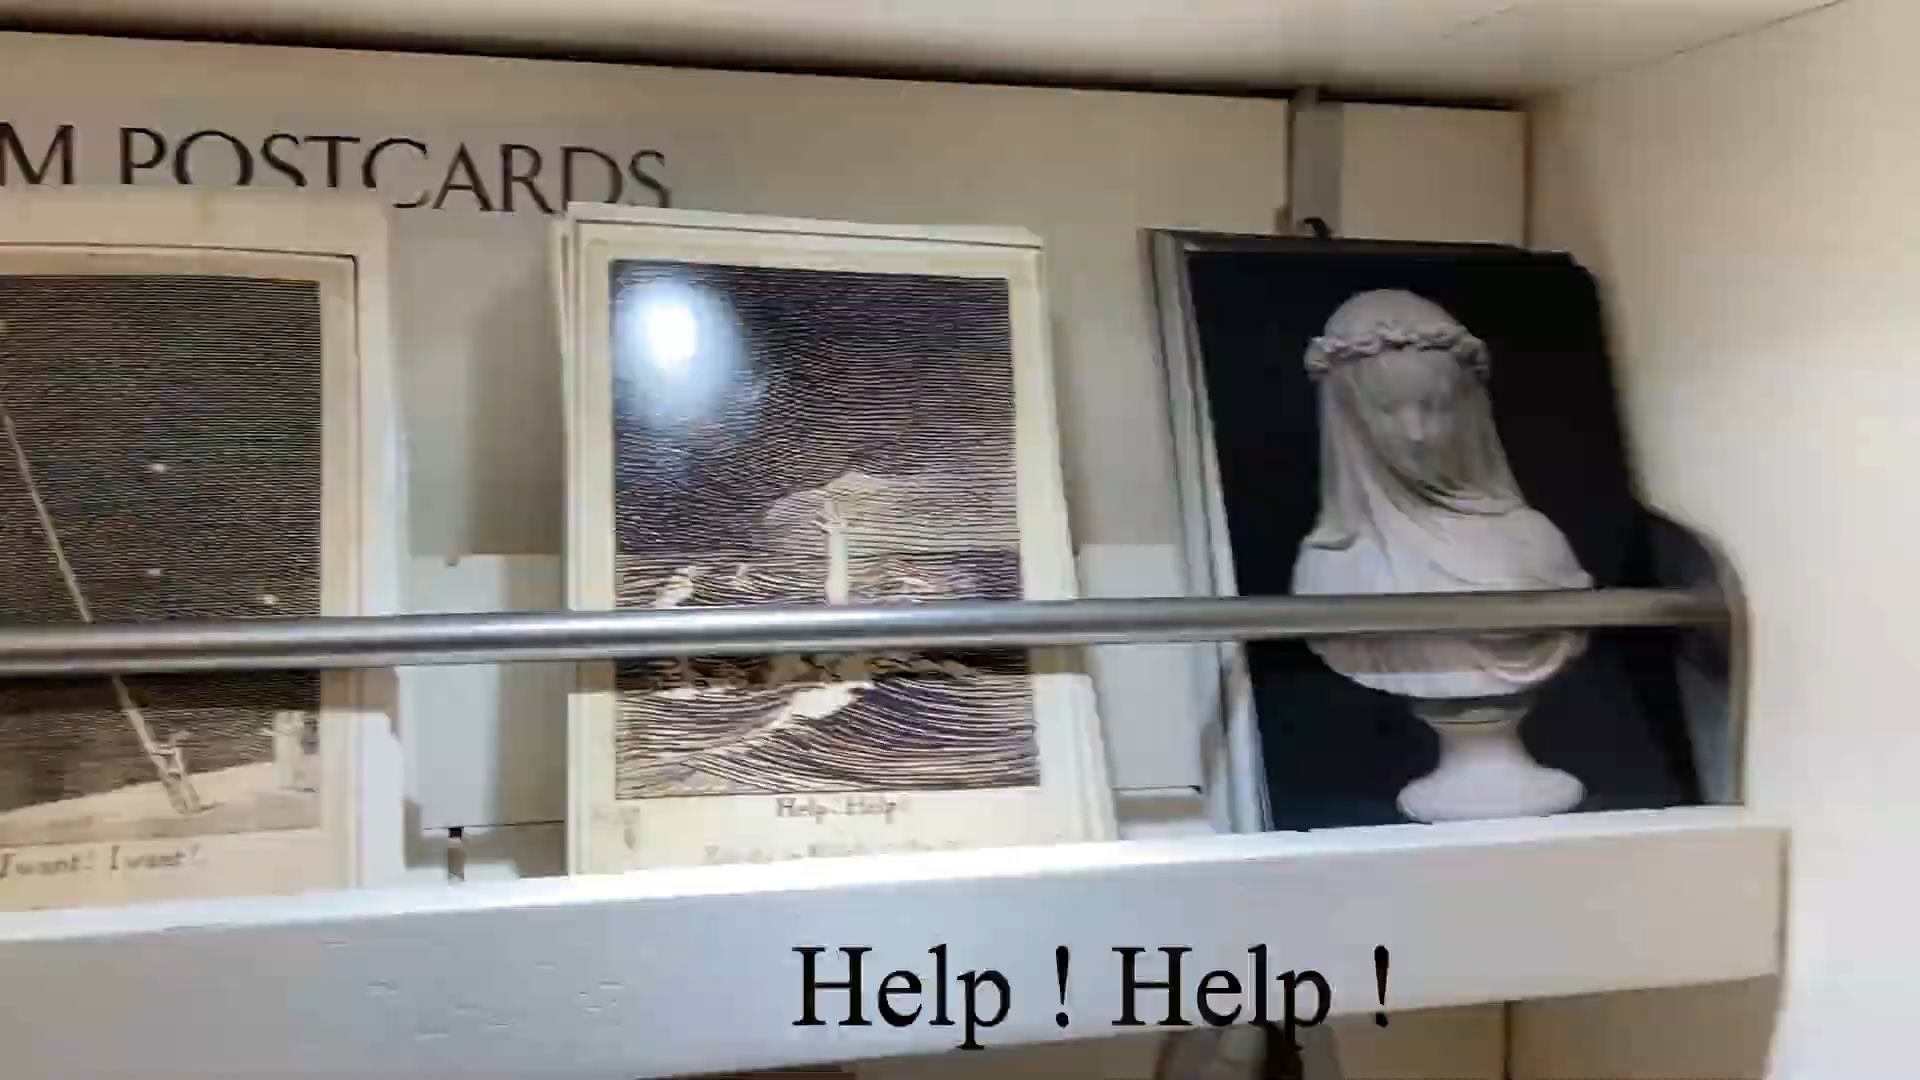 M POSTCARDS
I want! I want!
Help! Help!
Help ! Help !